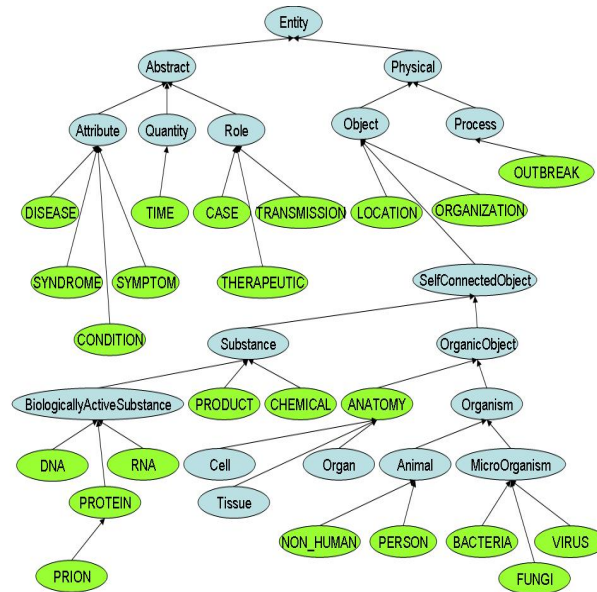 Entity
Abstract
Physical
Attribute
Quantity
Role
Object
Process
OUTBREAK
DISEASE
TIME
CASE
TRANSMISSION
LOCATION
ORGANIZATION
SYNDROME
SYMPTOM
THERAPEUTIC
SelfConnectedObject
CONDITION
Substance
OrganicObject
BiologicallyActiveSubstance
PRODUCT
CHEMICAL
ANATOMY
Organism
DNA
RNA
Cell
Organ
Animal
MicroOrganism
PROTEIN
Tissue
NON_HUMAN
PERSON
BACTERIA
VIRUS
PRION
FUNGI